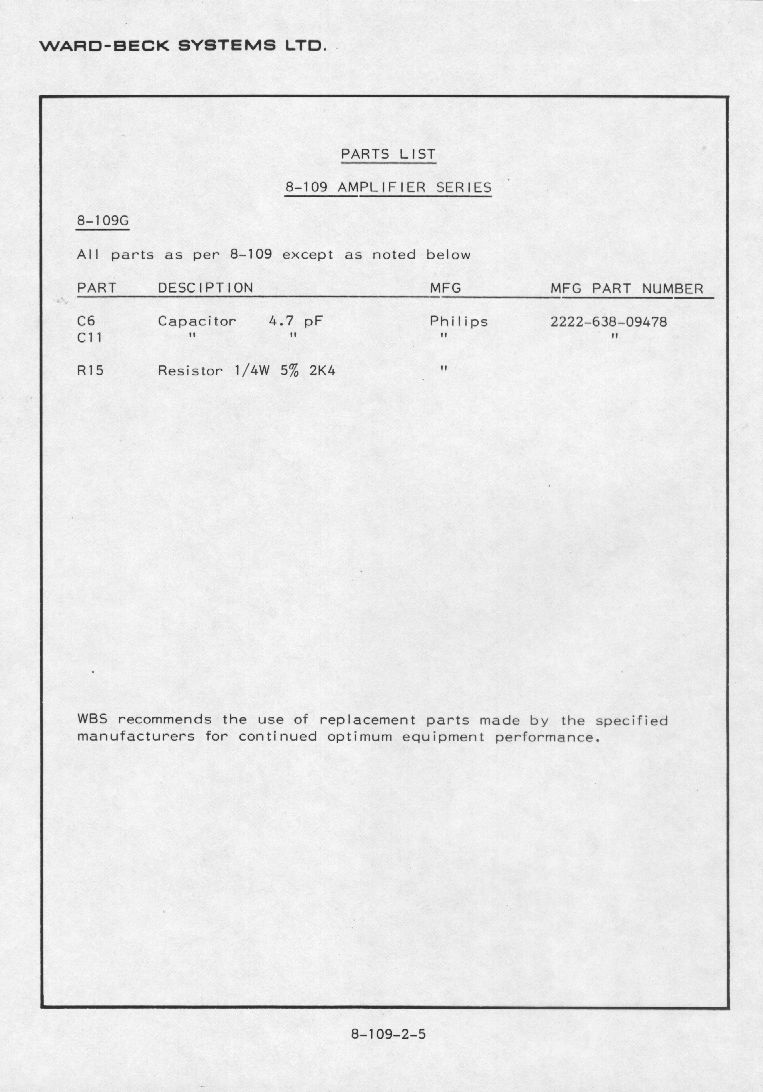 WARD-BECK SYSTEMS LTD.
PARTS LIST
8-109 AMPLIFIER SERIES
8-109G
All parts as per 8-109 except as noted below
PART DESCIPTION MFG MFG PART NUMBER
C6 Capacitor 4.7 pF Philips 2222-638-09478
C11 " " " "
R15 Resistor 1/4W 5% 2K4 "
WBS recommends the use of replacement parts made by the specified
manufacturers for continued optimum equipment performance.
8-109-2-5